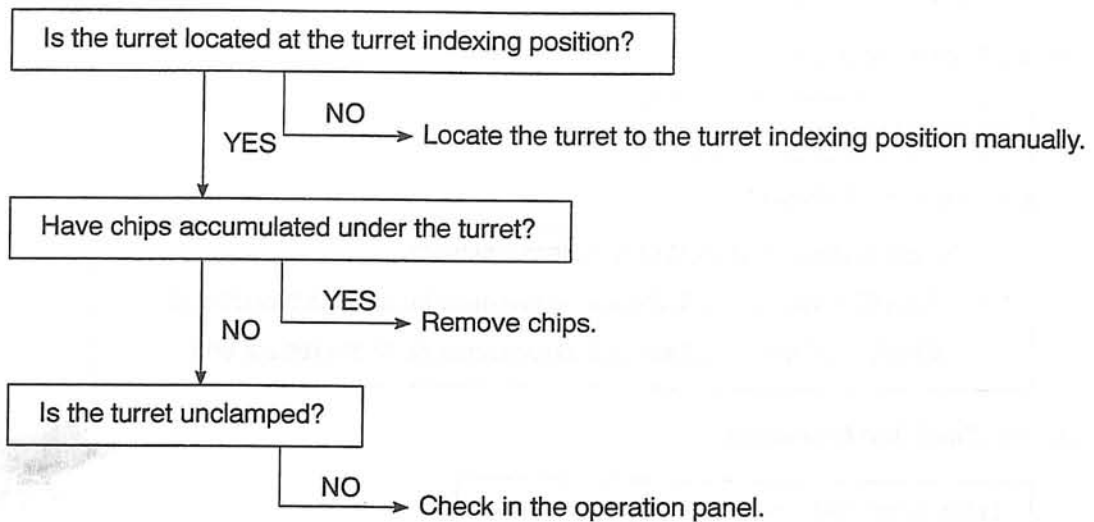 Is the turret located at the turret indexing position?
NO
YES
Locate the turret to the turret indexing position manually.
Have chips accumulated under the turret?
YES
NO
Remove chips.
Is the turret unclamped?
NO
Check in the operation panel.